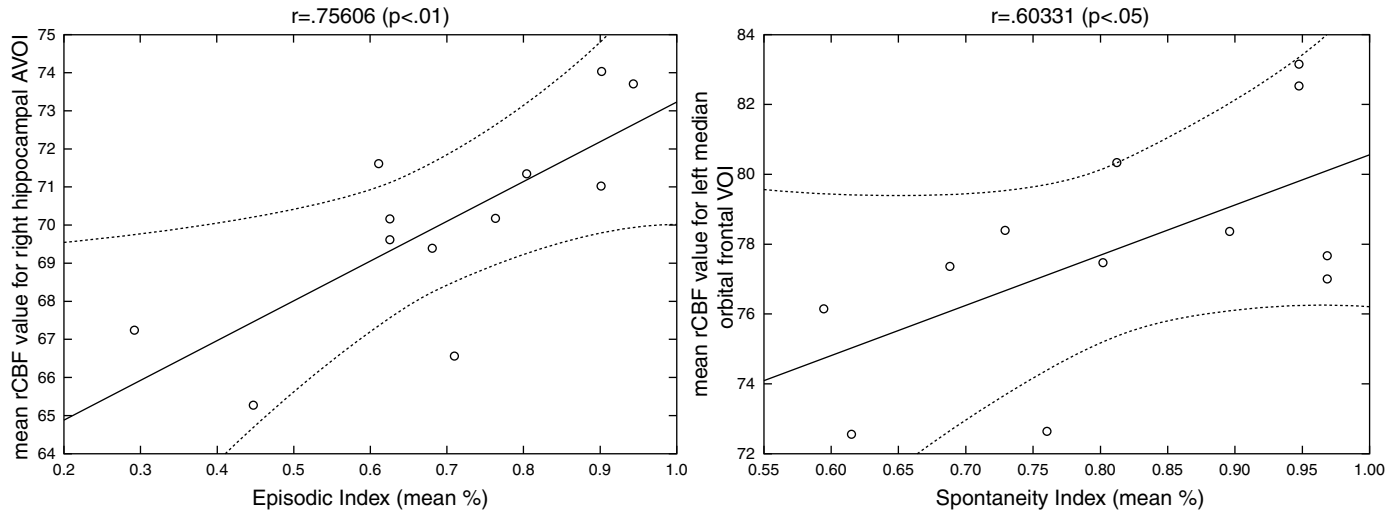 r=.75606 (p<.01)
mean rCBF value for right hippocampal AVOI
75
74
73
72
71
70
69
68
67
66
65
64
0.2 0.3 0.4 0.5 0.6 0.7 0.8 0.9 1.0
Episodic Index (mean %)
r=.60331 (p<.05)
mean rCBF value for left median
orbital frontal VOI
84
82
80
78
76
74
72
0.55 0.60 0.65 0.70 0.75 0.80 0.85 0.90 0.95 1.00
Spontaneity Index (mean %)